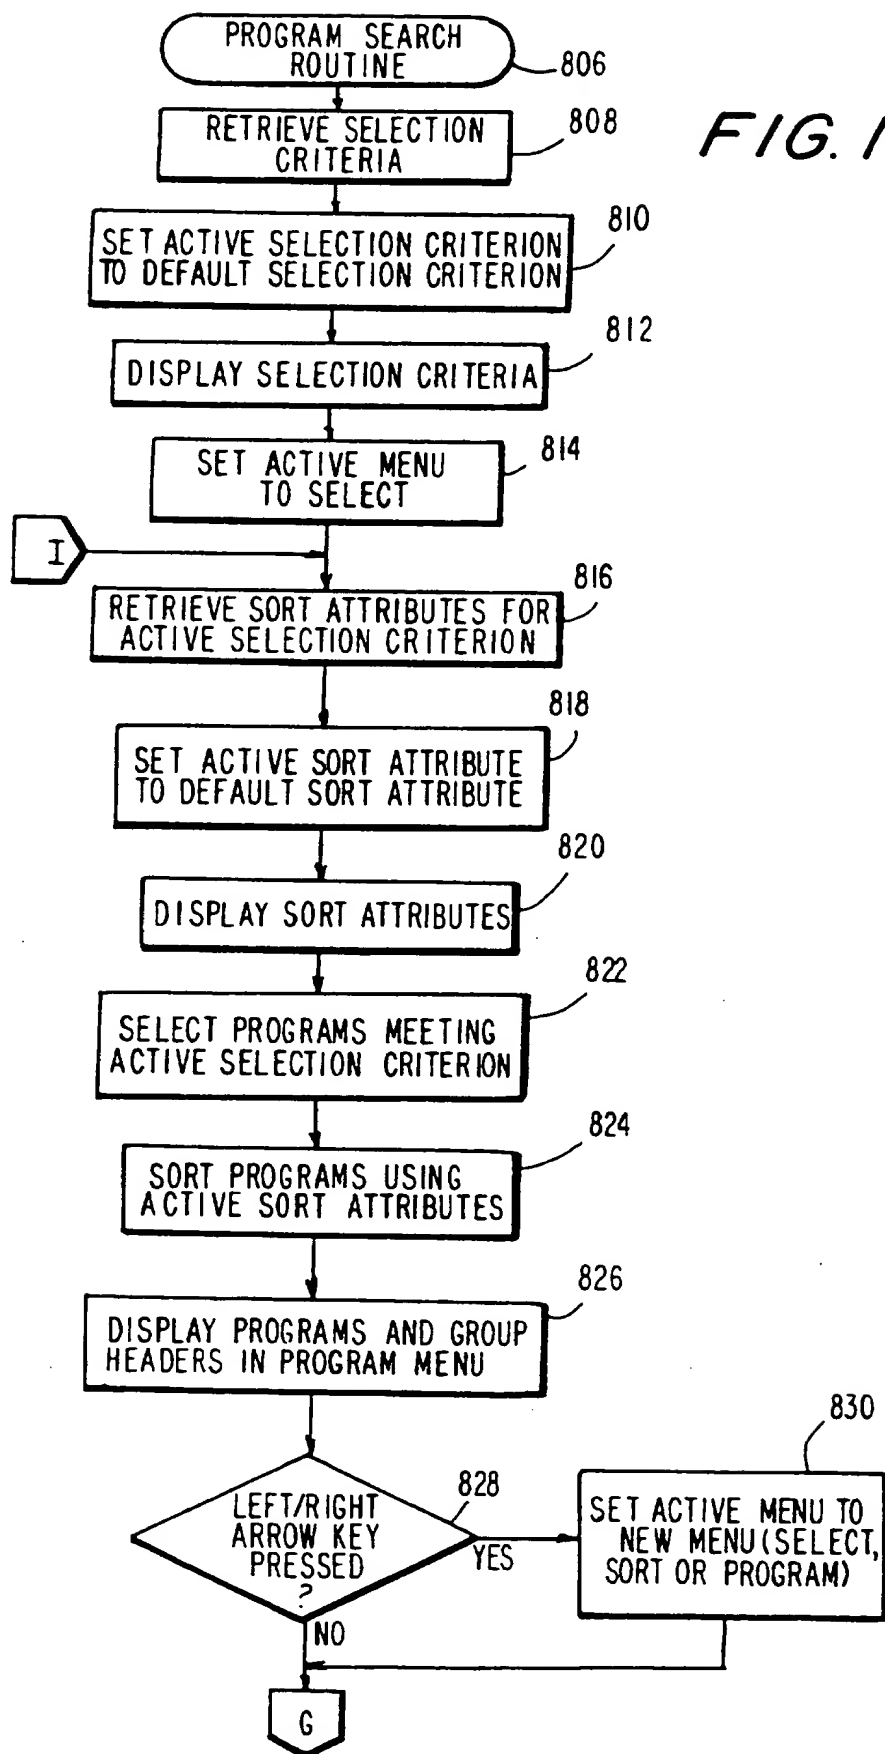 PROGRAM SEARCH
ROUTINE
806
FIG. 1
RETRIEVE SELECTION
CRITERIA
808
SET ACTIVE SELECTION CRITERION
TO DEFAULT SELECTION CRITERION
810
DISPLAY SELECTION CRITERIA
812
SET ACTIVE MENU
TO SELECT
814
I
RETRIEVE SORT ATTRIBUTES FOR
ACTIVE SELECTION CRITERION
816
SET ACTIVE SORT ATTRIBUTE
TO DEFAULT SORT ATTRIBUTE
818
DISPLAY SORT ATTRIBUTES
820
SELECT PROGRAMS MEETING
ACTIVE SELECTION CRITERION
822
SORT PROGRAMS USING
ACTIVE SORT ATTRIBUTES
824
DISPLAY PROGRAMS AND GROUP
HEADERS IN PROGRAM MENU
826
LEFT/RIGHT
ARROW KEY
PRESSED
?
828
YES
SET ACTIVE MENU TO
NEW MENU (SELECT,
SORT OR PROGRAM)
830
NO
G